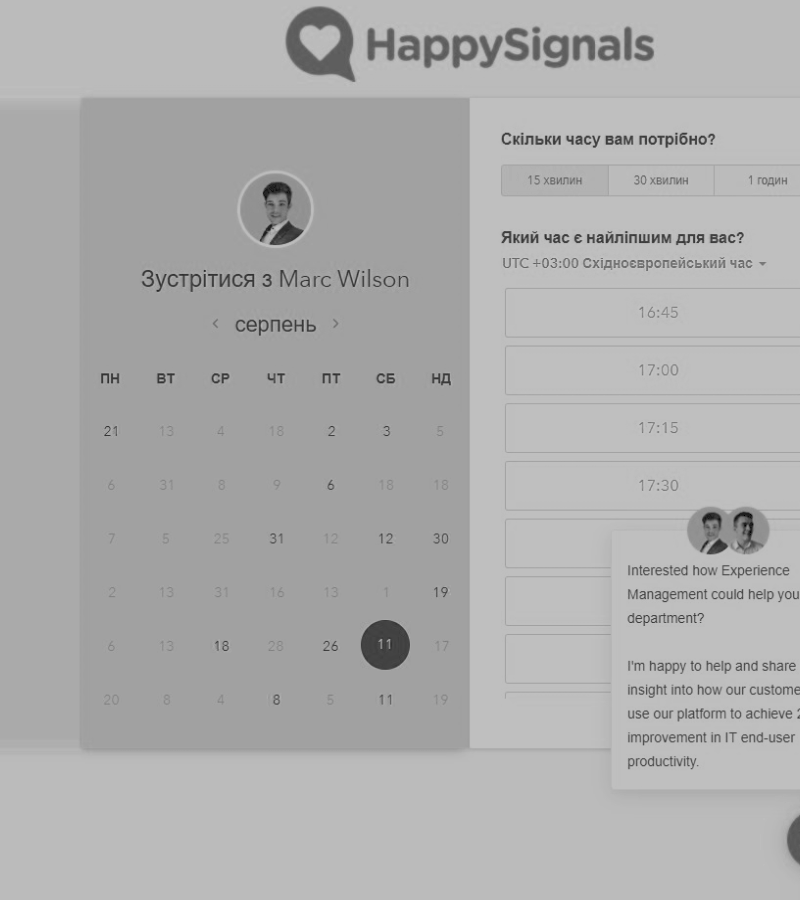 HappySignals
Зустрітися з Marc Wilson
серпень
ПН ВТ СР ЧТ ПТ СБ НД
21 13 4 18 2 3 5
6 31 8 9 6 18 18
7 5 25 31 12 12 30
2 13 31 16 13 1 19
6 13 18 28 26 11 17
20 8 4 8 5 11 19
Скільки часу вам потрібно?
15 хвилин 30 хвилин 1 годин
Який час є найліпшим для вас?
UTC +03:00 Східноєвропейський час
16:45
17:00
17:15
17:30
Interested how Experience
Management could help you
department?
I'm happy to help and share
insight into how our custome
use our platform to achieve 2
improvement in IT end-user
productivity.